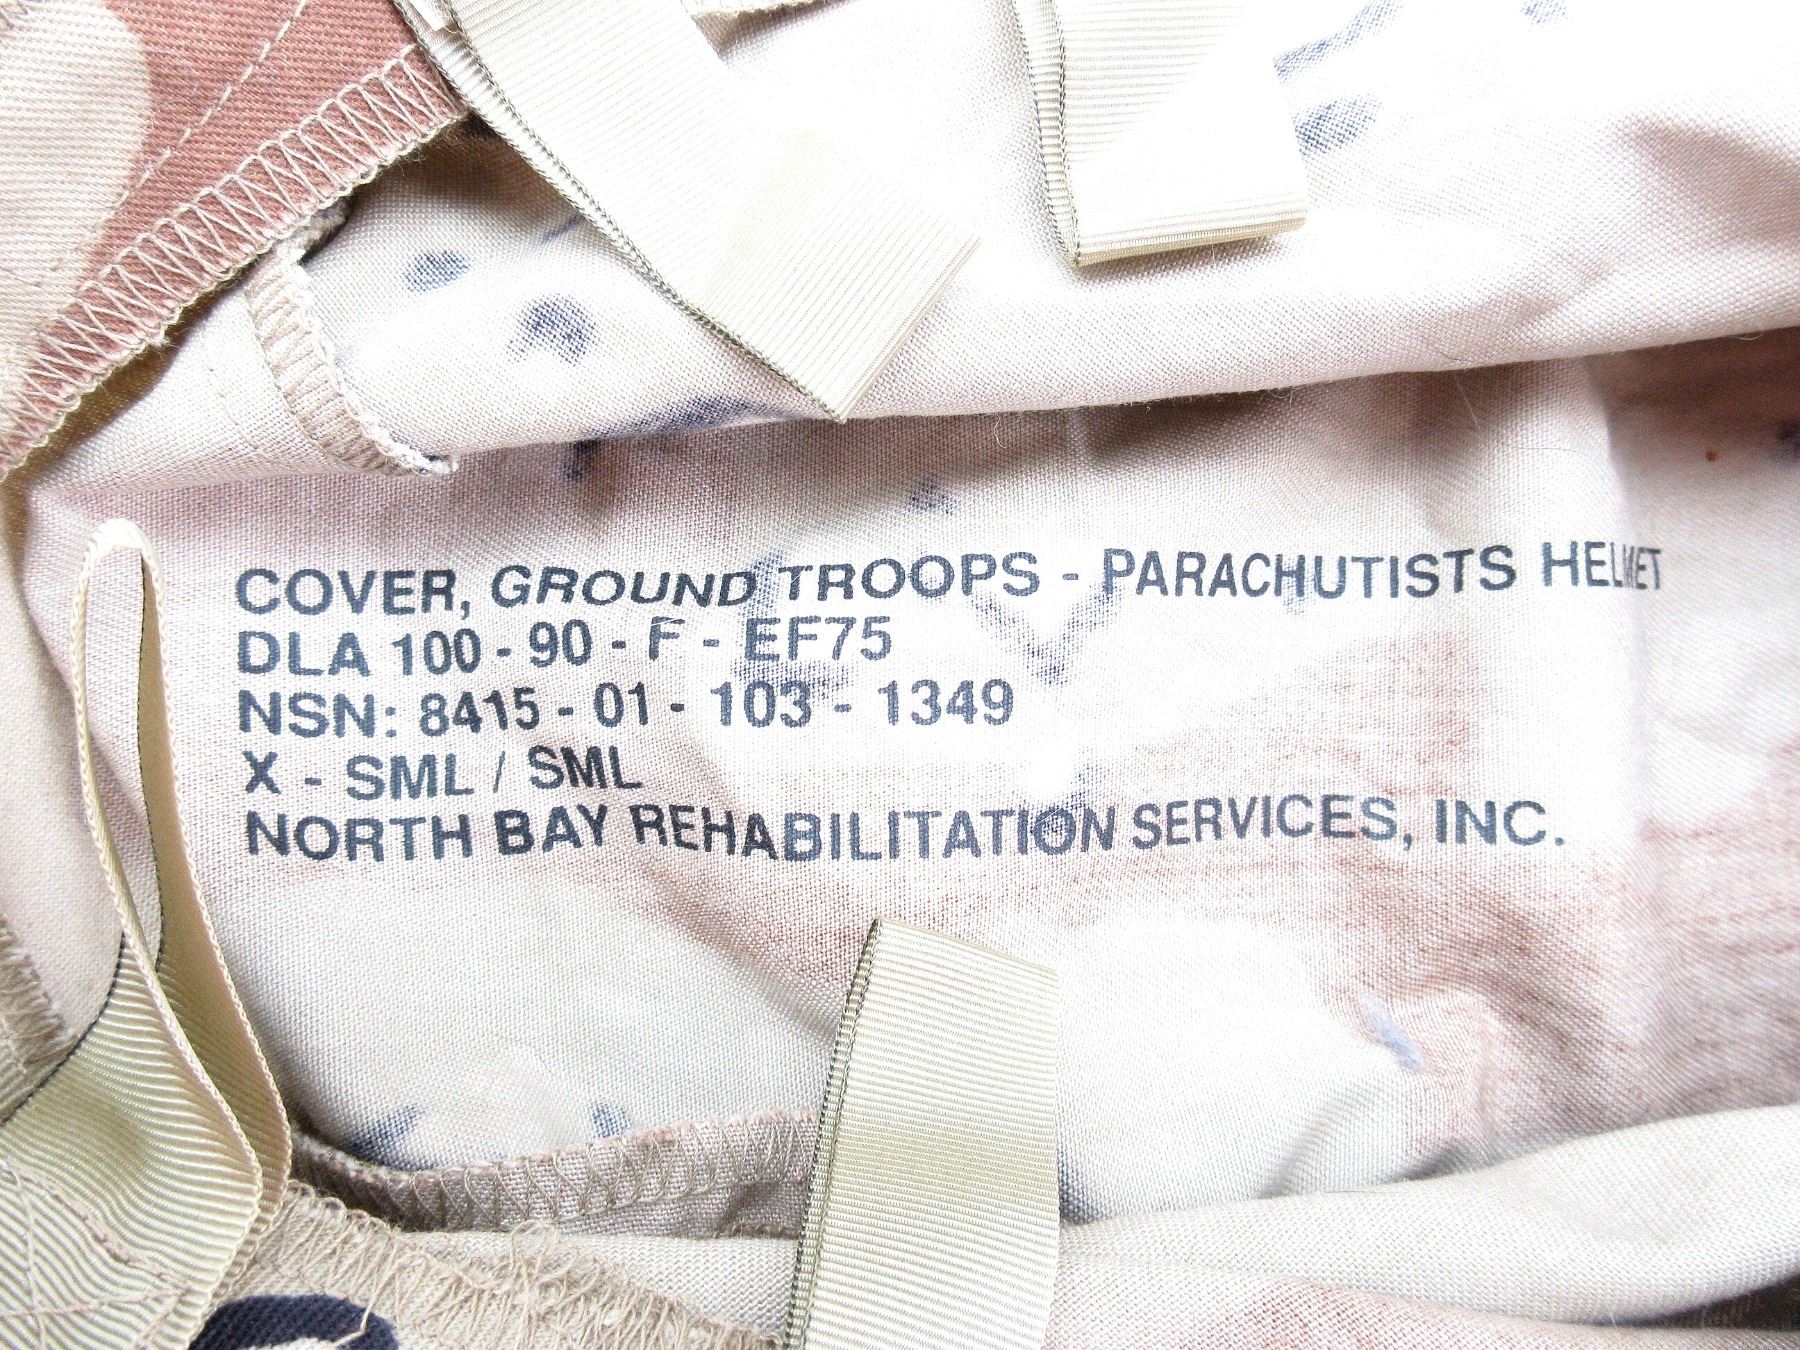 COVER, GROUND TROOPS - PARACHUTISTS HELMET
DLA 100 - 90 - F - EF75
NSN: 8415 - 01 - 103 - 1349
X - SML / SML
NORTH BAY REHABILITATION SERVICES, INC.